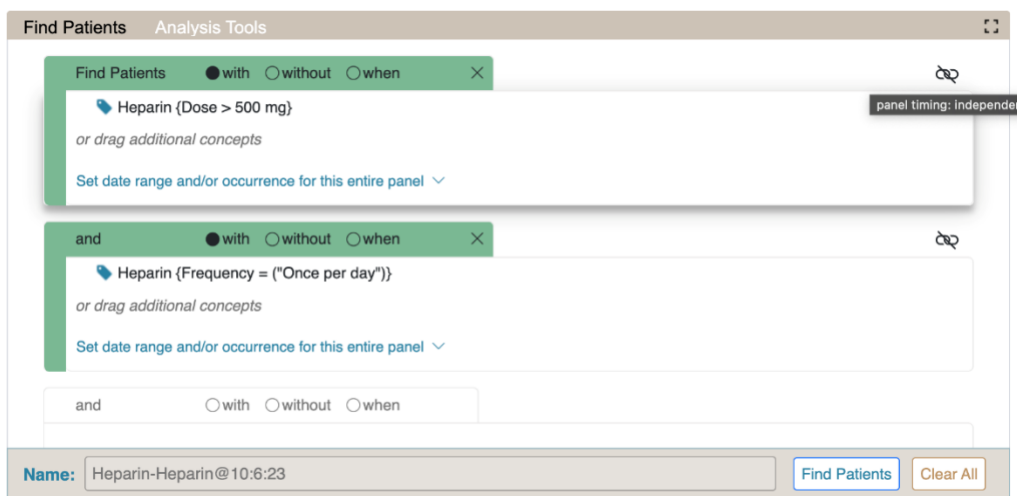 Find Patients Analysis Tools
Find Patients with without when
Heparin {Dose > 500 mg}
panel timing: independen
or drag additional concepts
Set date range and/or occurrence for this entire panel
and with without when
Heparin {Frequency = ("Once per day")}
or drag additional concepts
Set date range and/or occurrence for this entire panel
and with without when
Name: Heparin-Heparin@10:6:23 Find Patients Clear All